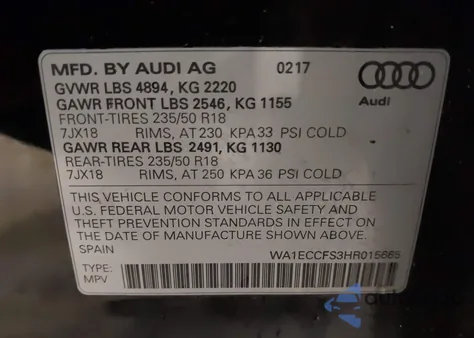 MFD. BY AUDI AG 0217
GVWR LBS 4894, KG 2220
GAWR FRONT LBS 2546, KG 1155
FRONT-TIRES 235/50 R18
7JX18 RIMS, AT 230 KPA 33 PSI COLD
GAWR REAR LBS 2491, KG 1130
REAR-TIRES 235/50 R18
7JX18 RIMS, AT 250 KPA 36 PSI COLD
THIS VEHICLE CONFORMS TO ALL APPLICABLE
U.S. FEDERAL MOTOR VEHICLE SAFETY AND
THEFT PREVENTION STANDARDS IN EFFECT ON
THE DATE OF MANUFACTURE SHOWN ABOVE.
SPAIN WA1ECCFS3HR015665
TYPE:
MPV
Audi